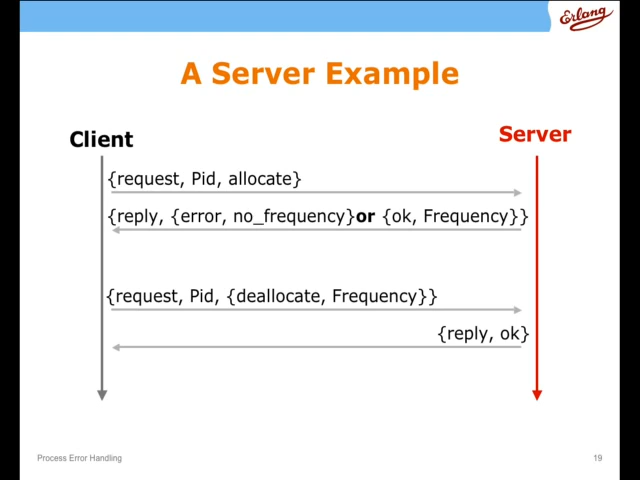 Erlang
A Server Example
Client
Server
{request, Pid, allocate}
{reply, {error, no_frequency}or {ok, Frequency}}
{request, Pid, {deallocate, Frequency}}
{reply, ok}
Process Error Handling
19